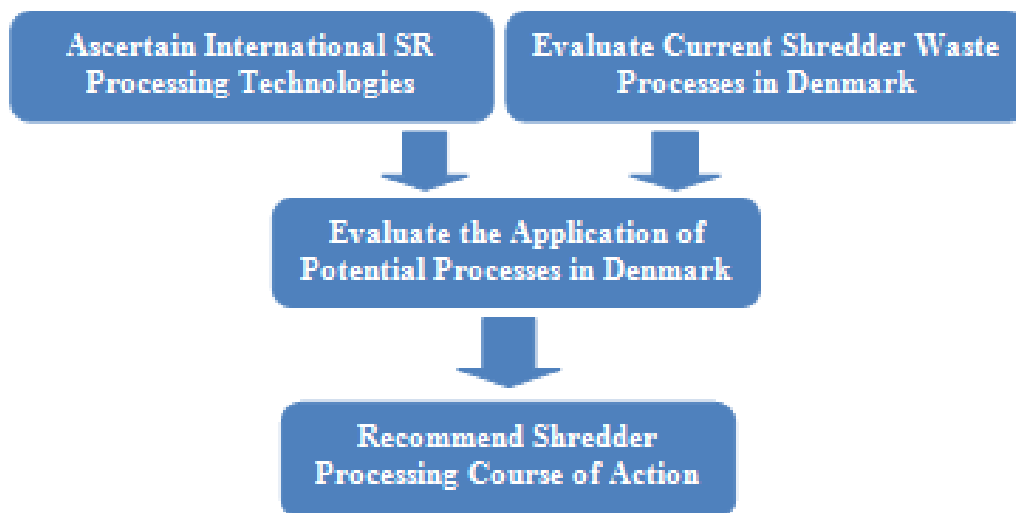 Ascertain International SR
Processing Technologies
Evaluate Current Shredder Waste
Processes in Denmark
Evaluate the Application of
Potential Processes in Denmark
Recommend Shredder
Processing Course of Action